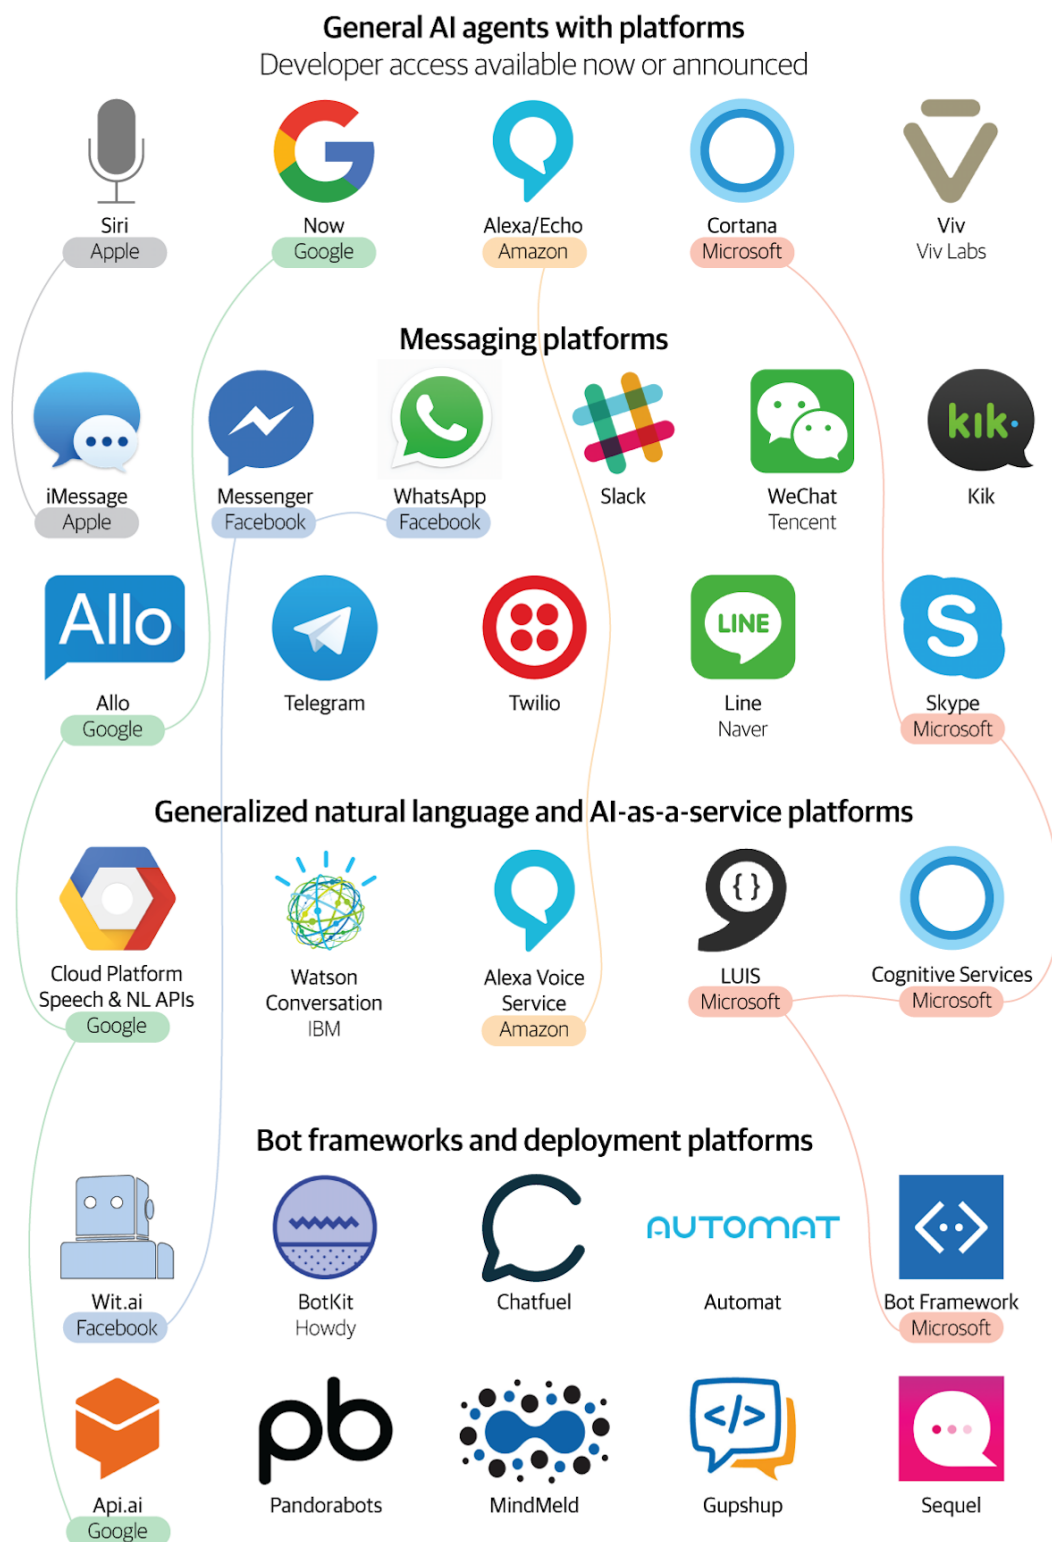 General AI agents with platforms
Developer access available now or announced
Siri
Apple
Now
Google
Alexa/Echo
Amazon
Cortana
Microsoft
Viv
Viv Labs
Messaging platforms
kik
iMessage
Apple
Messenger
Facebook
WhatsApp
Facebook
Slack
WeChat
Tencent
Kik
Allo
LINE
S
Allo
Google
Telegram
Twilio
Line
Naver
Skype
Microsoft
Generalized natural language and AI-as-a-service platforms
{ }
Cloud Platform
Speech & NL APIs
Google
Watson
Conversation
IBM
Alexa Voice
Service
Amazon
LUIS
Microsoft
Cognitive Services
Microsoft
Bot frameworks and deployment platforms
AUTOMAT
Wit.ai
Facebook
BotKit
Howdy
Chatfuel
Automat
Bot Framework
Microsoft
pb
</>
Api.ai
Google
Pandorabots
MindMeld
Gupshup
Sequel